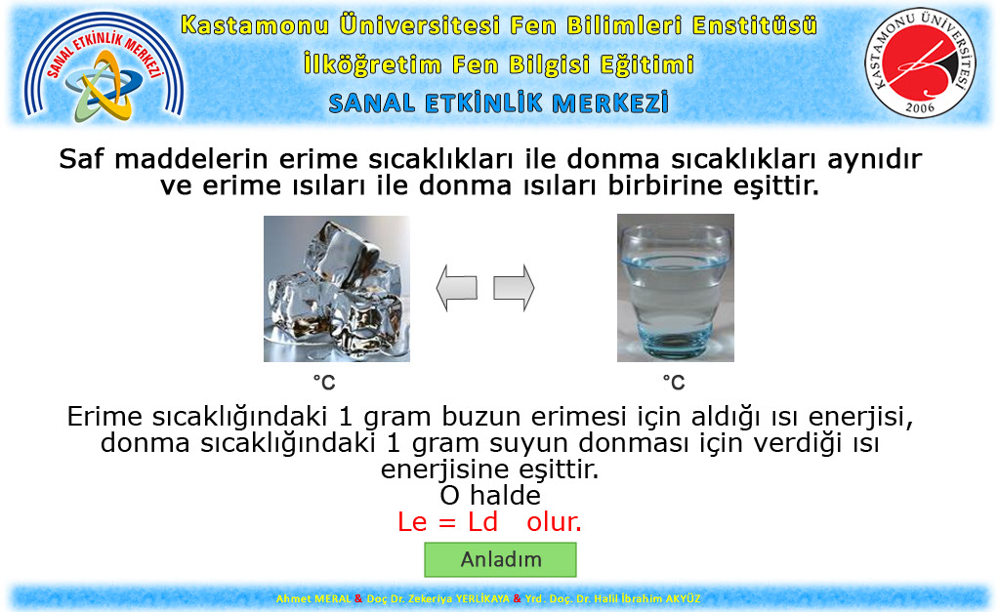 Kastamonu Üniversitesi Fen Bilimleri Enstitüsü
İlköğretim Fen Bilgisi Eğitimi
SANAL ETKİNLİK MERKEZİ
SANAL ETKİNLİK MERKEZİ
KASTAMONU ÜNİVERSİTESİ
2006
Saf maddelerin erime sıcaklıkları ile donma sıcaklıkları aynıdır
ve erime ısıları ile donma ısıları birbirine eşittir.
°C
°C
Erime sıcaklığındaki 1 gram buzun erimesi için aldığı ısı enerjisi,
donma sıcaklığındaki 1 gram suyun donması için verdiği ısı
enerjisine eşittir.
O halde
Le = Ld olur.
Anladım
Ahmet MERAL & Doç Dr. Zekeriya YERLİKAYA & Yrd. Doç. Dr. Halil İbrahim AKYÜZ